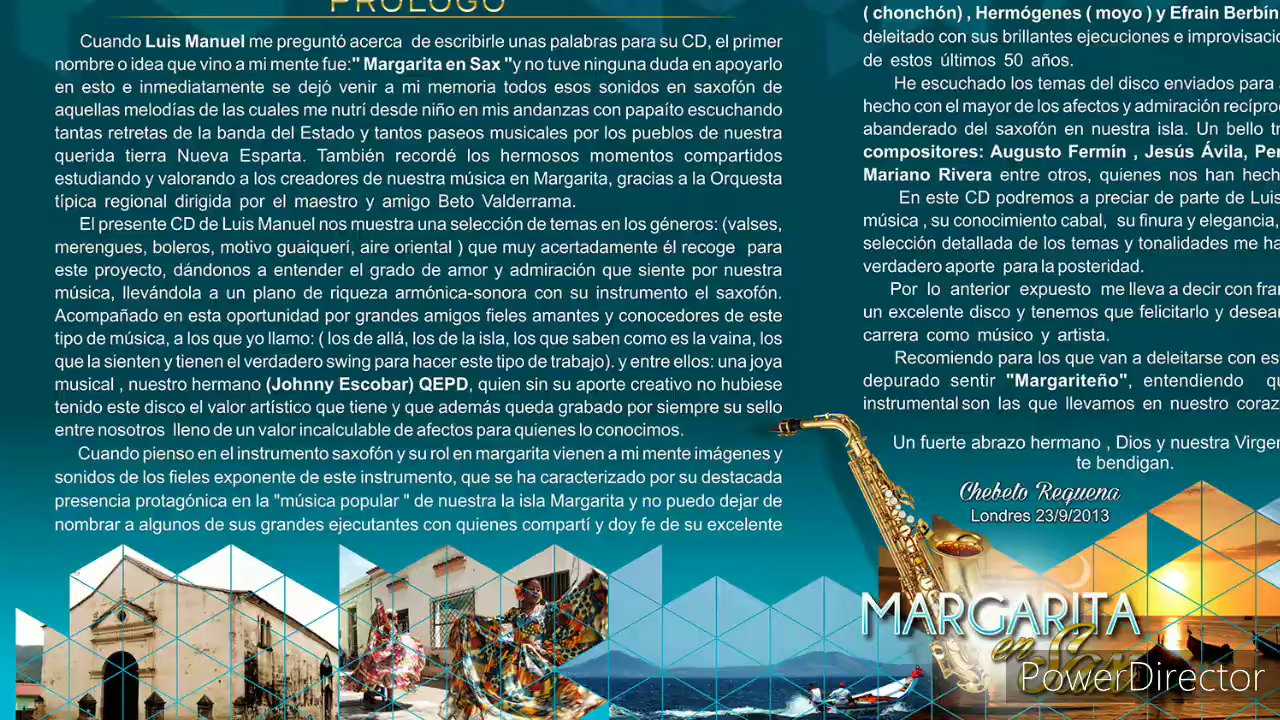 PRÓLOGO
Cuando Luis Manuel me preguntó acerca de escribirle unas palabras para su CD, el primer
nombre o idea que vino a mi mente fue:" Margarita en Sax "y no tuve ninguna duda en apoyarlo
en esto e inmediatamente se dejó venir a mi memoria todos esos sonidos en saxofón de
aquellas melodías de las cuales me nutrí desde niño en mis andanzas con papaíto escuchando
tantas retretas de la banda del Estado y tantos paseos musicales por los pueblos de nuestra
querida tierra Nueva Esparta. También recordé los hermosos momentos compartidos
estudiando y valorando a los creadores de nuestra música en Margarita, gracias a la Orquesta
típica regional dirigida por el maestro y amigo Beto Valderrama.
El presente CD de Luis Manuel nos muestra una selección de temas en los géneros: (valses,
merengues, boleros, motivo guaiquerí, aire oriental ) que muy acertadamente él recoge para
este proyecto, dándonos a entender el grado de amor y admiración que siente por nuestra
música, llevándola a un plano de riqueza armónica-sonora con su instrumento el saxofón.
Acompañado en esta oportunidad por grandes amigos fieles amantes y conocedores de este
tipo de música, a los que yo llamo: ( los de allá, los de la isla, los que saben como es la vaina, los
que la sienten y tienen el verdadero swing para hacer este tipo de trabajo). y entre ellos: una joya
musical , nuestro hermano (Johnny Escobar) QEPD, quien sin su aporte creativo no hubiese
tenido este disco el valor artístico que tiene y que además queda grabado por siempre su sello
entre nosotros lleno de un valor incalculable de afectos para quienes lo conocimos.
Cuando pienso en el instrumento saxofón y su rol en margarita vienen a mi mente imágenes y
sonidos de los fieles exponente de este instrumento, que se ha caracterizado por su destacada
presencia protagónica en la "música popular " de nuestra la isla Margarita y no puedo dejar de
nombrar a algunos de sus grandes ejecutantes con quienes compartí y doy fe de su excelente
( chonchón) , Hermógenes ( moyo ) y Efrain Berbín
deleitado con sus brillantes ejecuciones e improvisacio
de estos últimos 50 años.
He escuchado los temas del disco enviados para
hecho con el mayor de los afectos y admiración recíproc
abanderado del saxofón en nuestra isla. Un bello tr
compositores: Augusto Fermín , Jesús Ávila, Per
Mariano Rivera entre otros, quienes nos han hech
En este CD podremos a preciar de parte de Luis
música , su conocimiento cabal, su finura y elegancia,
selección detallada de los temas y tonalidades me ha
verdadero aporte para la posteridad.
Por lo anterior expuesto me lleva a decir con fran
un excelente disco y tenemos que felicitarlo y desear
carrera como músico y artista.
Recomiendo para los que van a deleitarse con es
depurado sentir "Margariteño", entendiendo qu
instrumental son las que llevamos en nuestro coraz
Un fuerte abrazo hermano , Dios y nuestra Virgen
te bendigan.
Chebeto Requena
Londres 23/9/2013
MARGARITA
en Sax
PowerDirector